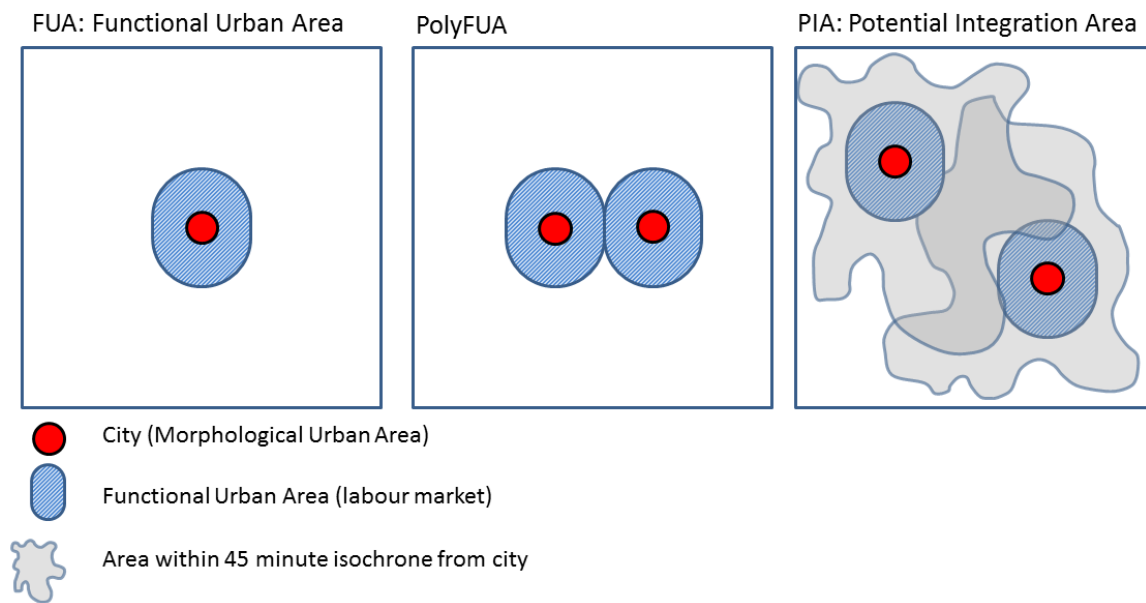 FUA: Functional Urban Area
PolyFUA
PIA: Potential Integration Area
City (Morphological Urban Area)
Functional Urban Area (labour market)
Area within 45 minute isochrone from city